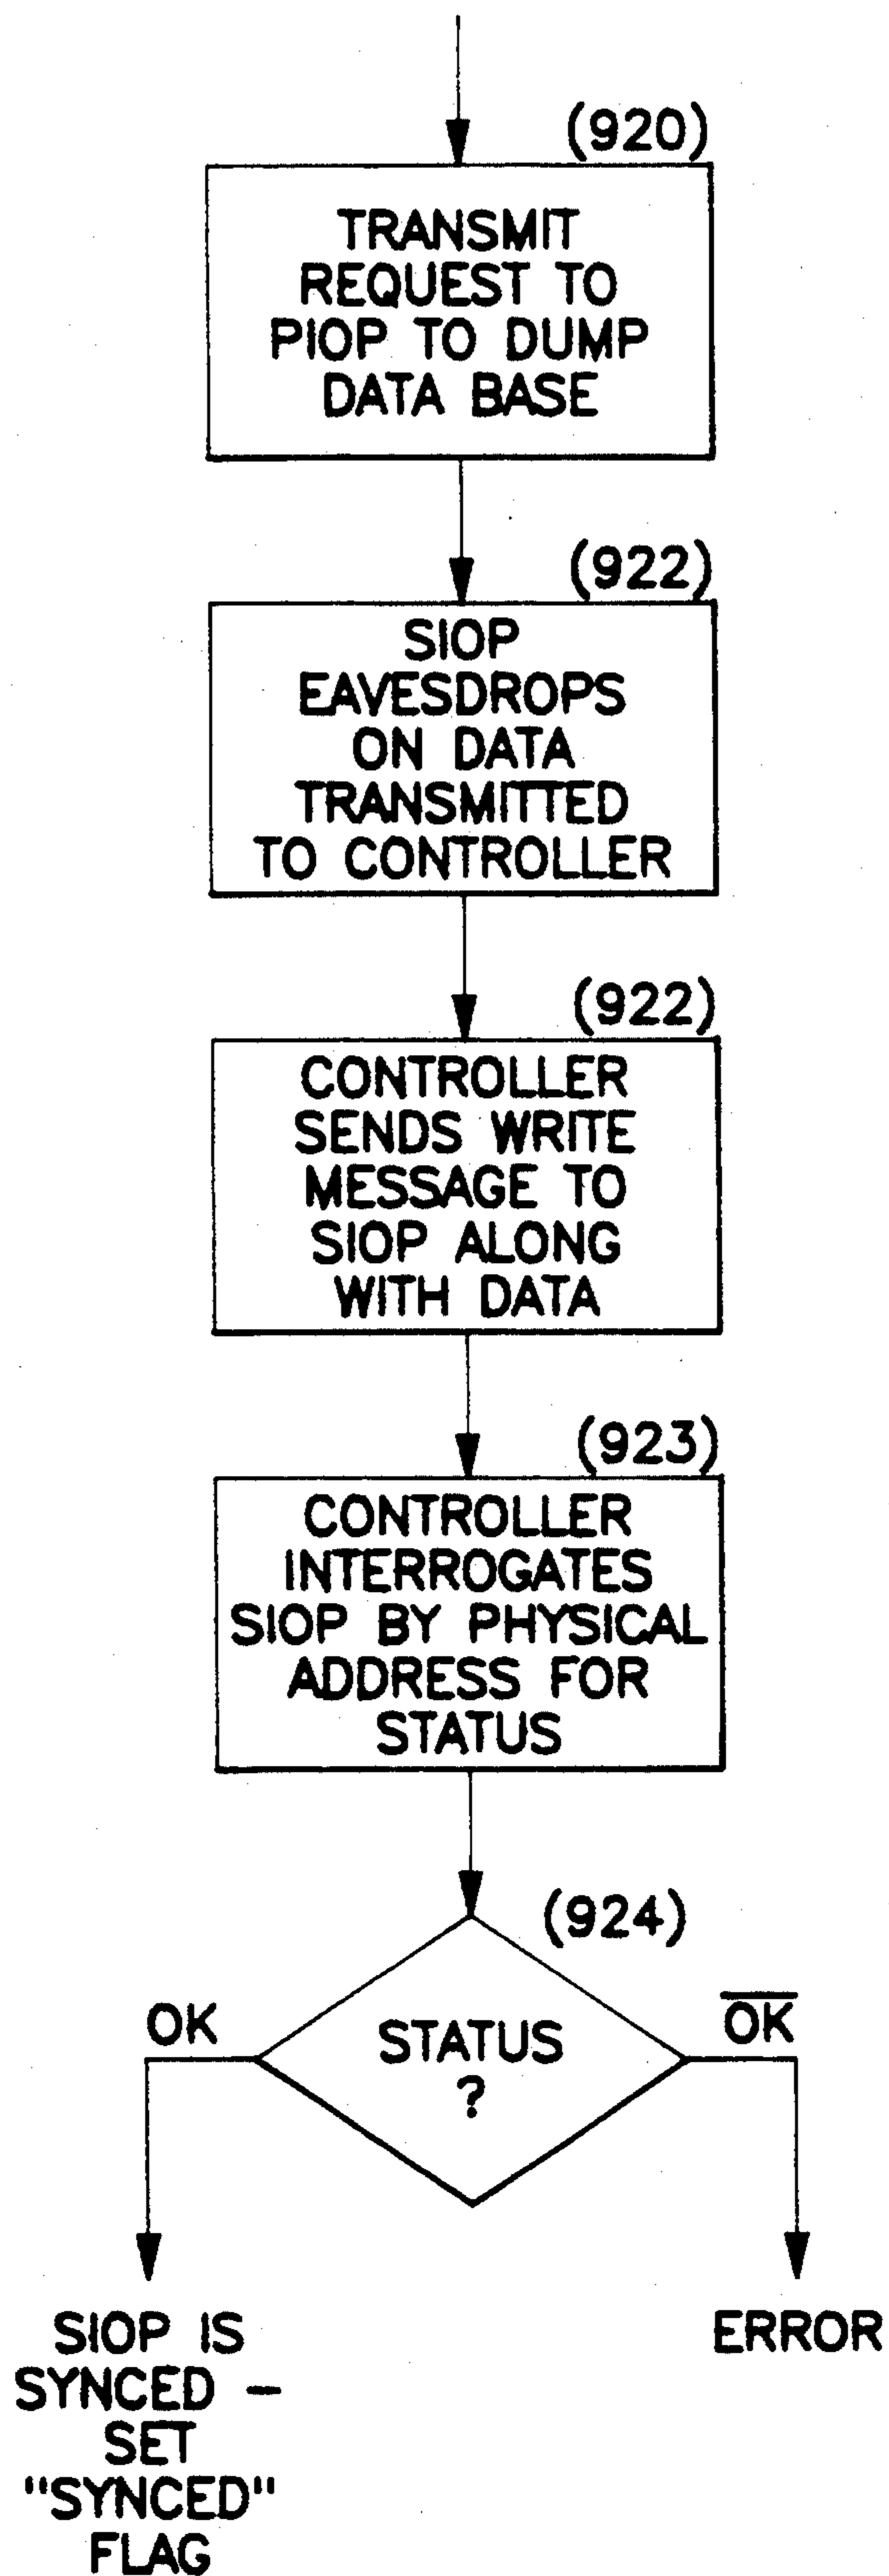 (920)
TRANSMIT
REQUEST TO
PIOP TO DUMP
DATA BASE
(922)
SIOP
EAVESDROPS
ON DATA
TRANSMITTED
TO CONTROLLER
(922)
CONTROLLER
SENDS WRITE
MESSAGE TO
SIOP ALONG
WITH DATA
(923)
CONTROLLER
INTERROGATES
SIOP BY PHYSICAL
ADDRESS FOR
STATUS
(924)
OK
STATUS
?
O̅K̅
SIOP IS
SYNCED –
SET
"SYNCED"
FLAG
ERROR